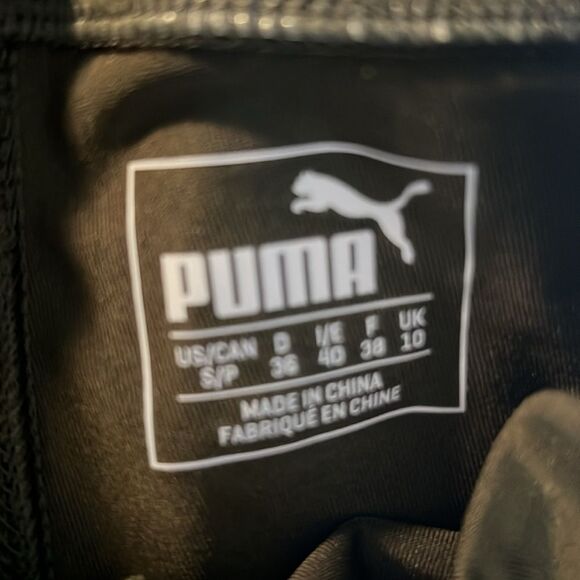 PUMA
US/CAN D I/E F UK
S/P 36 40 38 10
MADE IN CHINA
FABRIQUÉ EN CHINE